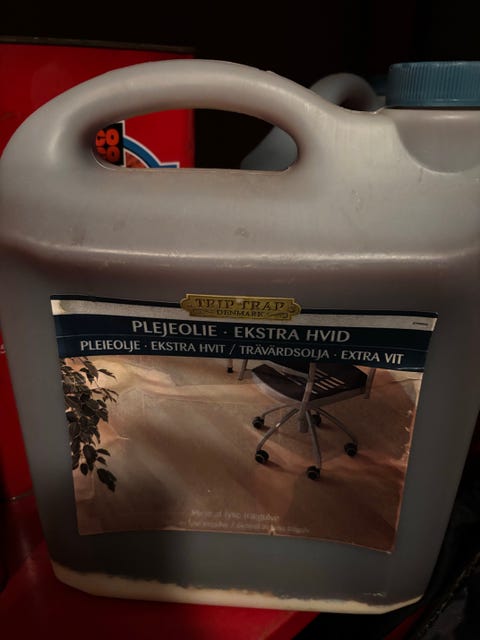 TRIP TRAP
DENMARK
PLEJEOLIE · EKSTRA HVID
PLEIEOLJE · EKSTRA HVIT / TRÄVÅRDSOLJA · EXTRA VIT